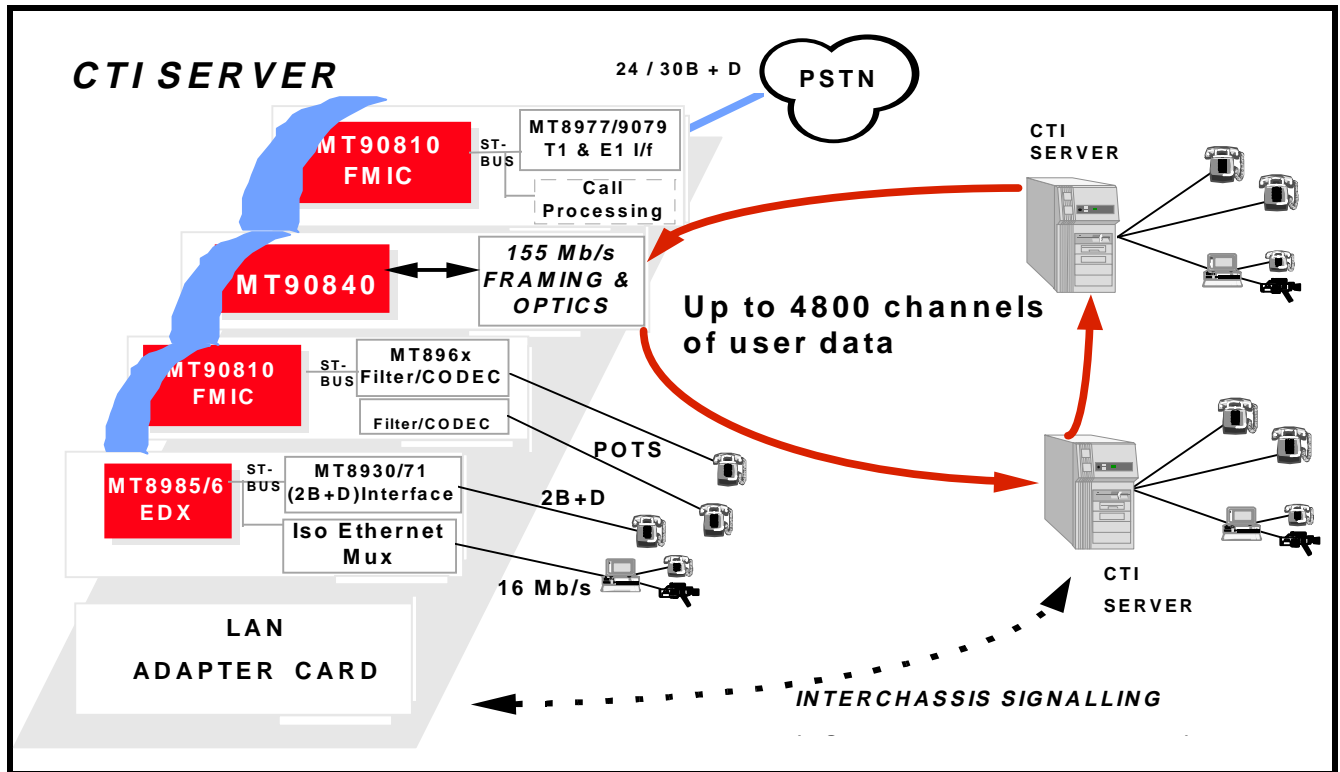 CTI SERVER
24 / 30B + D
PSTN
MT90810
FMIC
ST-
BUS
MT8977/9079
T1 & E1 I/f
Call
Processing
MT90840
155 Mb/s
FRAMING &
OPTICS
Up to 4800 channels
of user data
CTI
SERVER
MT90810
FMIC
ST-
BUS
MT896x
Filter/CODEC
Filter/CODEC
POTS
MT8985/6
EDX
ST-
BUS
MT8930/71
(2B+D)Interface
2B+D
Iso Ethernet
Mux
16 Mb/s
CTI
SERVER
LAN
ADAPTER CARD
INTERCHASSIS SIGNALLING